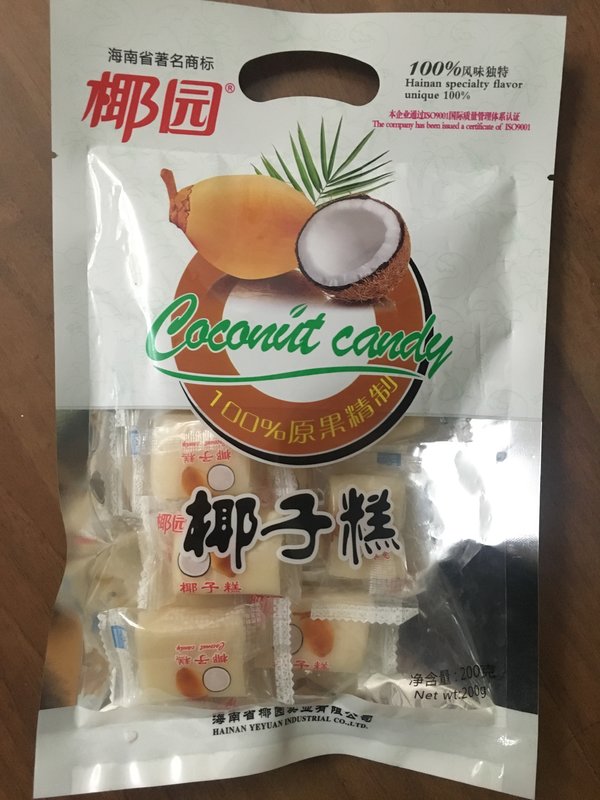 海南省著名商标
椰园®
100%风味独特
Hainan specialty flavor
unique 100%
本企业通过ISO9001国际质量管理体系认证
The company has been issued a certificate of ISO9001
Coconut candy
100%原果精制
椰子糕
椰子糕
Coconut candy
椰园
椰子糕
椰子糕
Coconut candy
净含量:200克
Net wt:200g
海南省椰园实业有限公司
HAINAN YEYUAN INDUSTRIAL CO.,LTD.